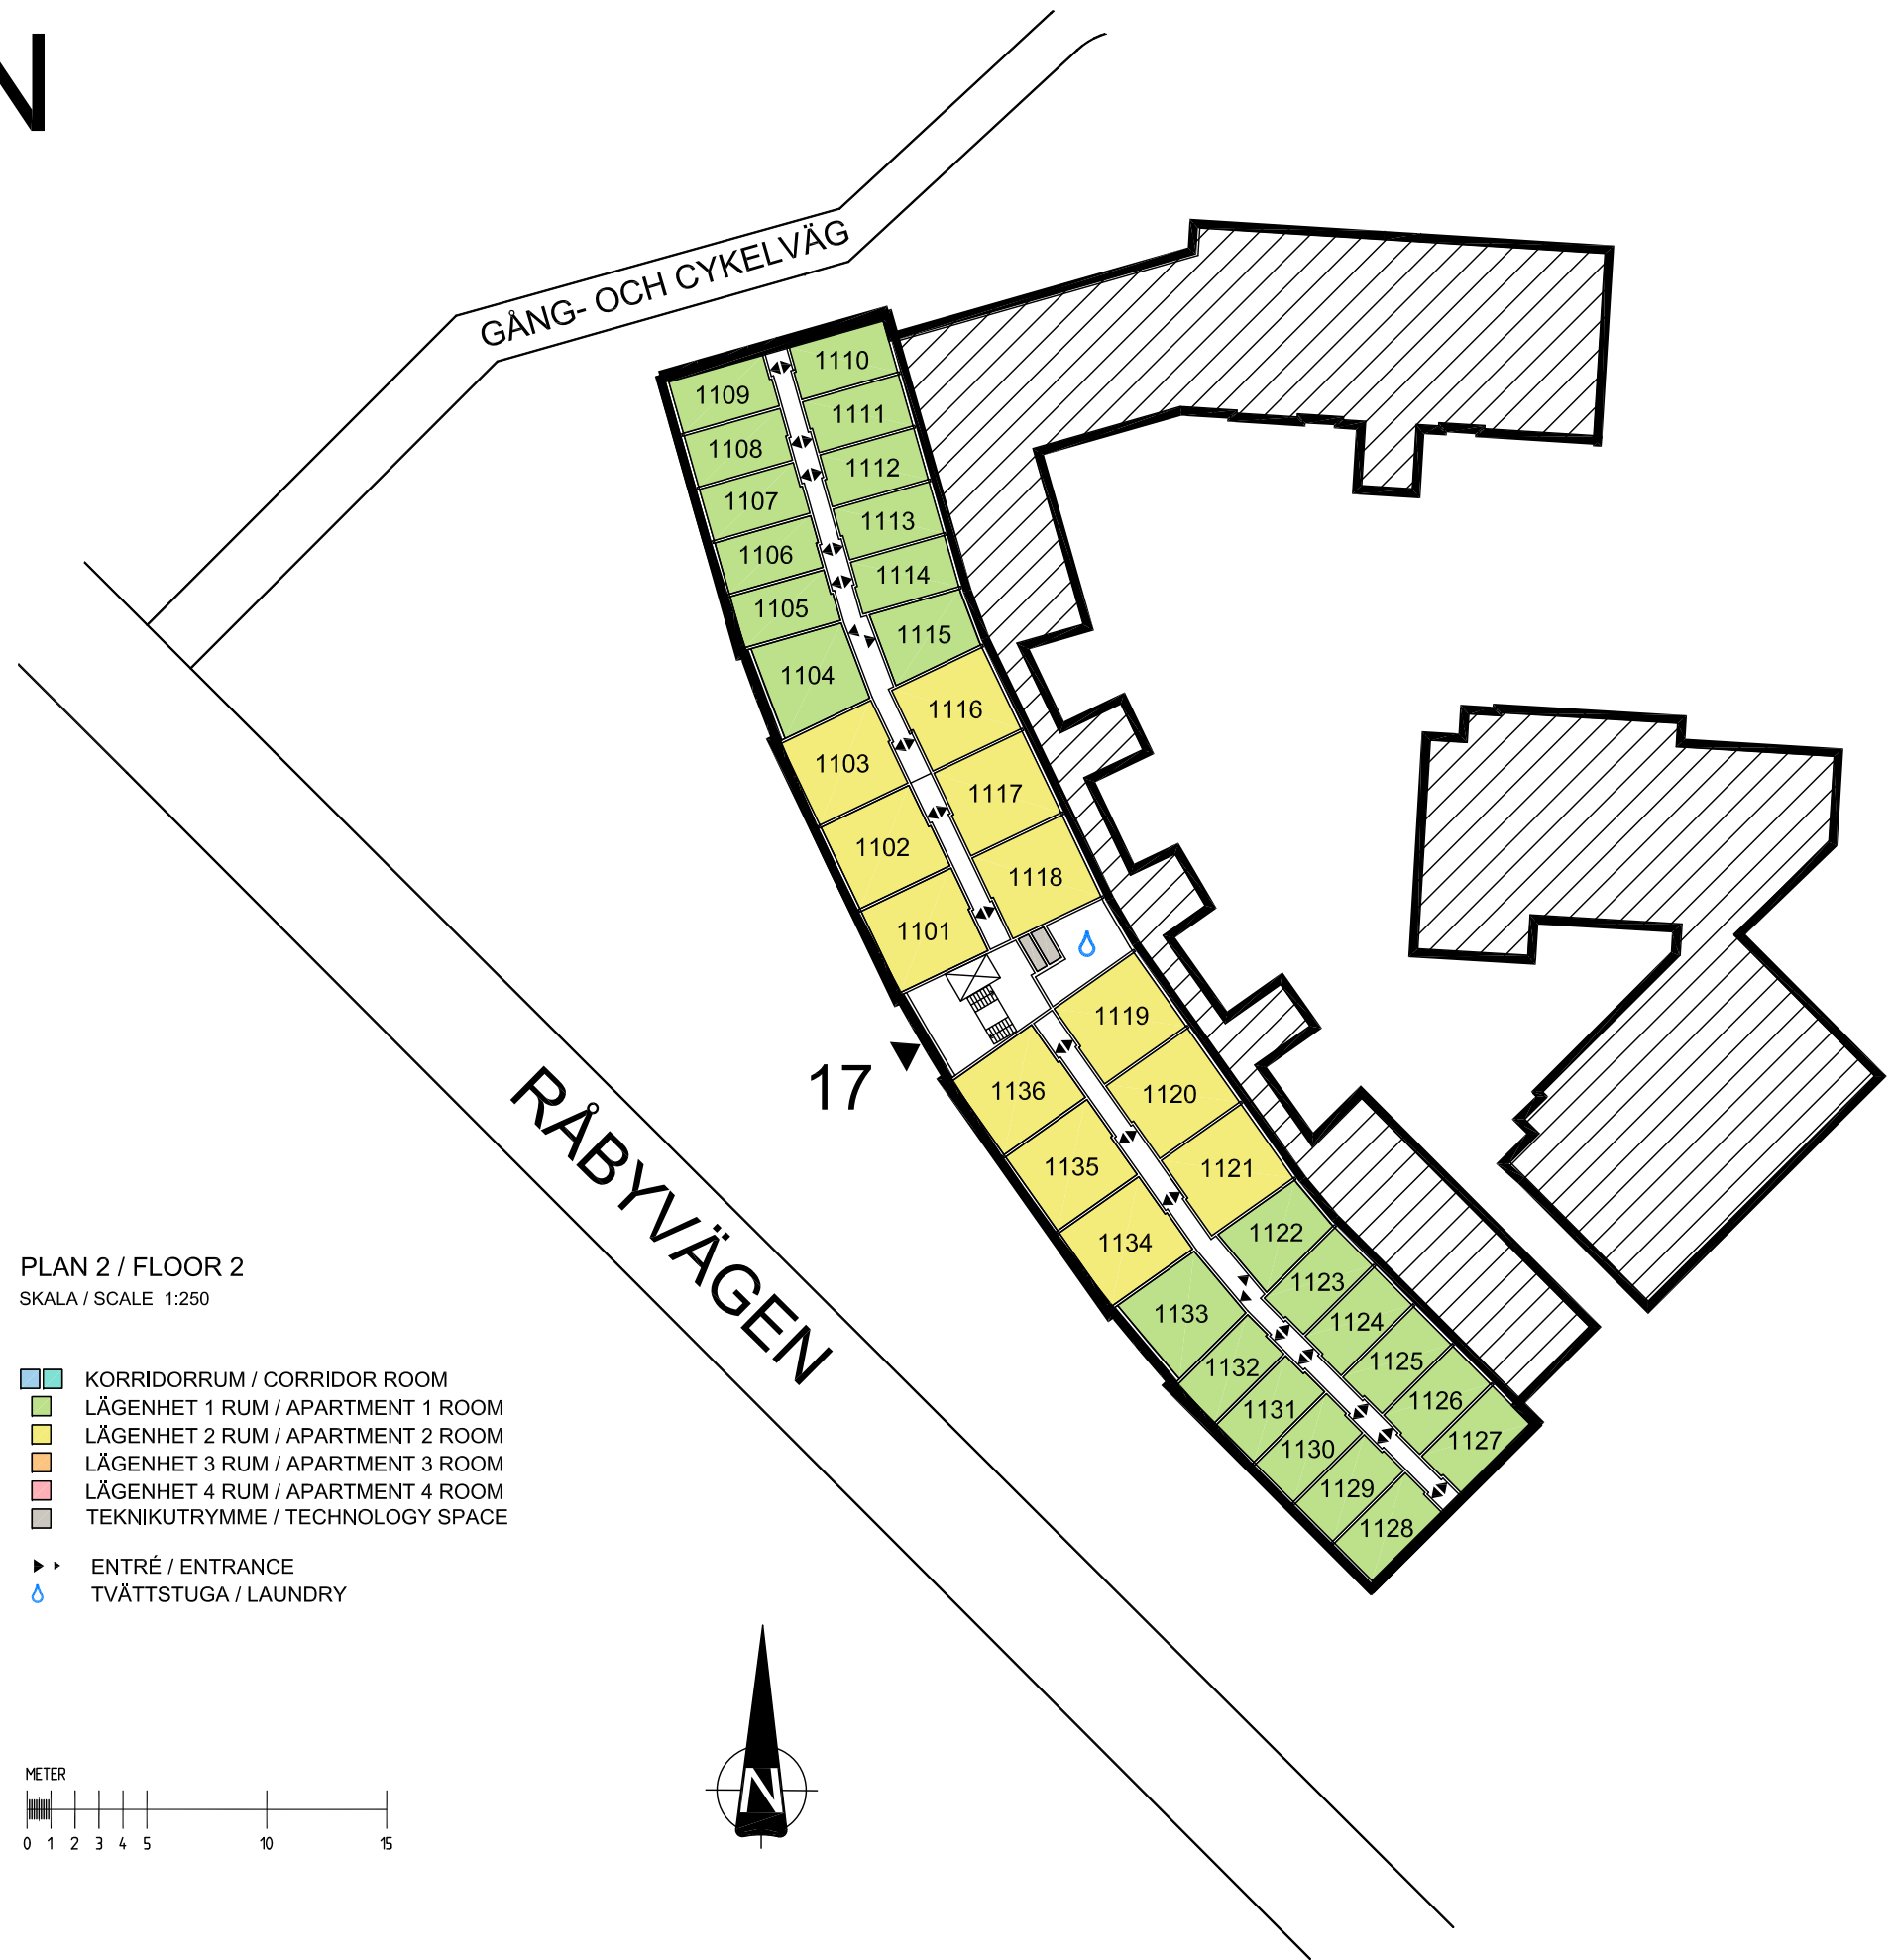 N
GÅNG- OCH CYKELVÄG
1110
1109
1111
1108
1112
1107
1113
1106
1114
1105
1115
1104
1116
1103
1117
1102
1118
1101
1119
17
1136
1120
1135
1121
1134
1122
1123
1133
1124
1132
1125
1131
1126
1130
1127
1129
1128
RÅBYVÄGEN
PLAN 2 / FLOOR 2
SKALA / SCALE 1:250
KORRIDORRUM / CORRIDOR ROOM
LÄGENHET 1 RUM / APARTMENT 1 ROOM
LÄGENHET 2 RUM / APARTMENT 2 ROOM
LÄGENHET 3 RUM / APARTMENT 3 ROOM
LÄGENHET 4 RUM / APARTMENT 4 ROOM
TEKNIKUTRYMME / TECHNOLOGY SPACE
ENTRÉ / ENTRANCE
TVÄTTSTUGA / LAUNDRY
METER
0 1 2 3 4 5 10 15
N